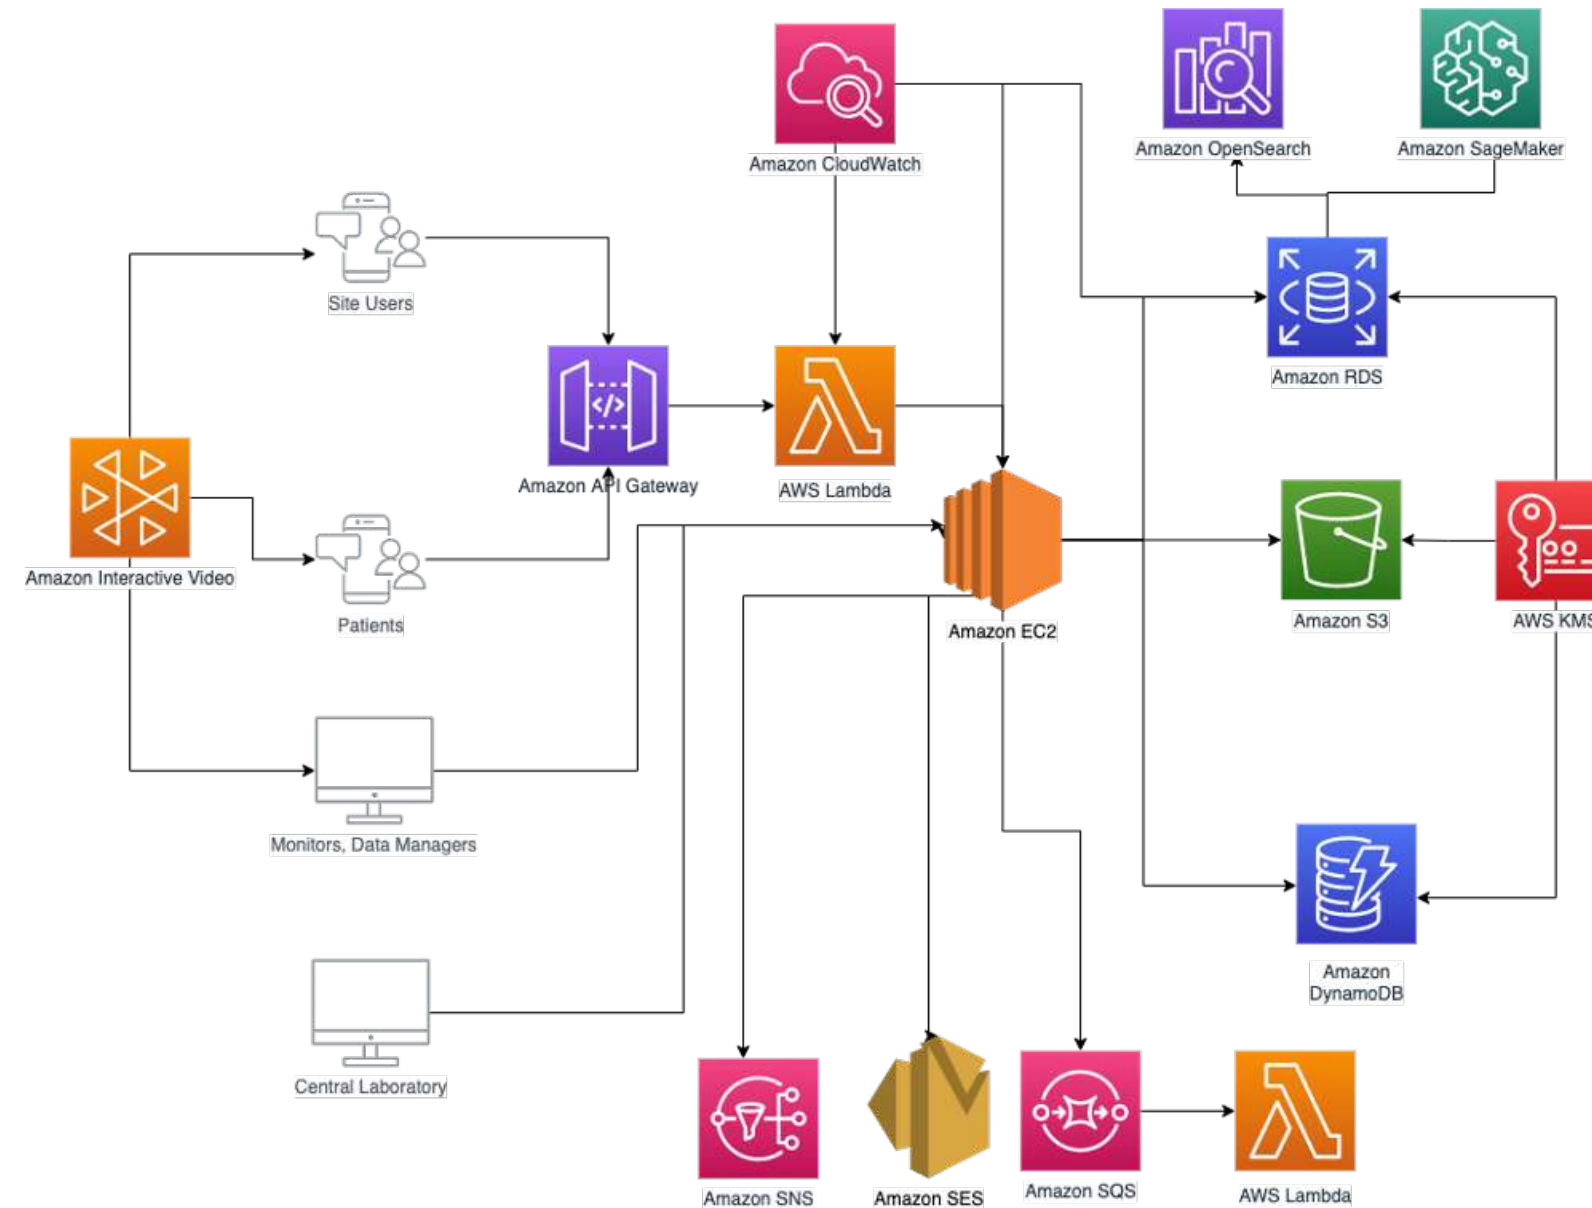 Amazon OpenSearch
Amazon SageMaker
Amazon CloudWatch
Site Users
Amazon RDS
Amazon API Gateway
AWS Lambda
Amazon Interactive Video
Patients
Amazon EC2
Amazon S3
AWS KMS
Monitors, Data Managers
Amazon
DynamoDB
Central Laboratory
Amazon SNS
Amazon SES
Amazon SQS
AWS Lambda